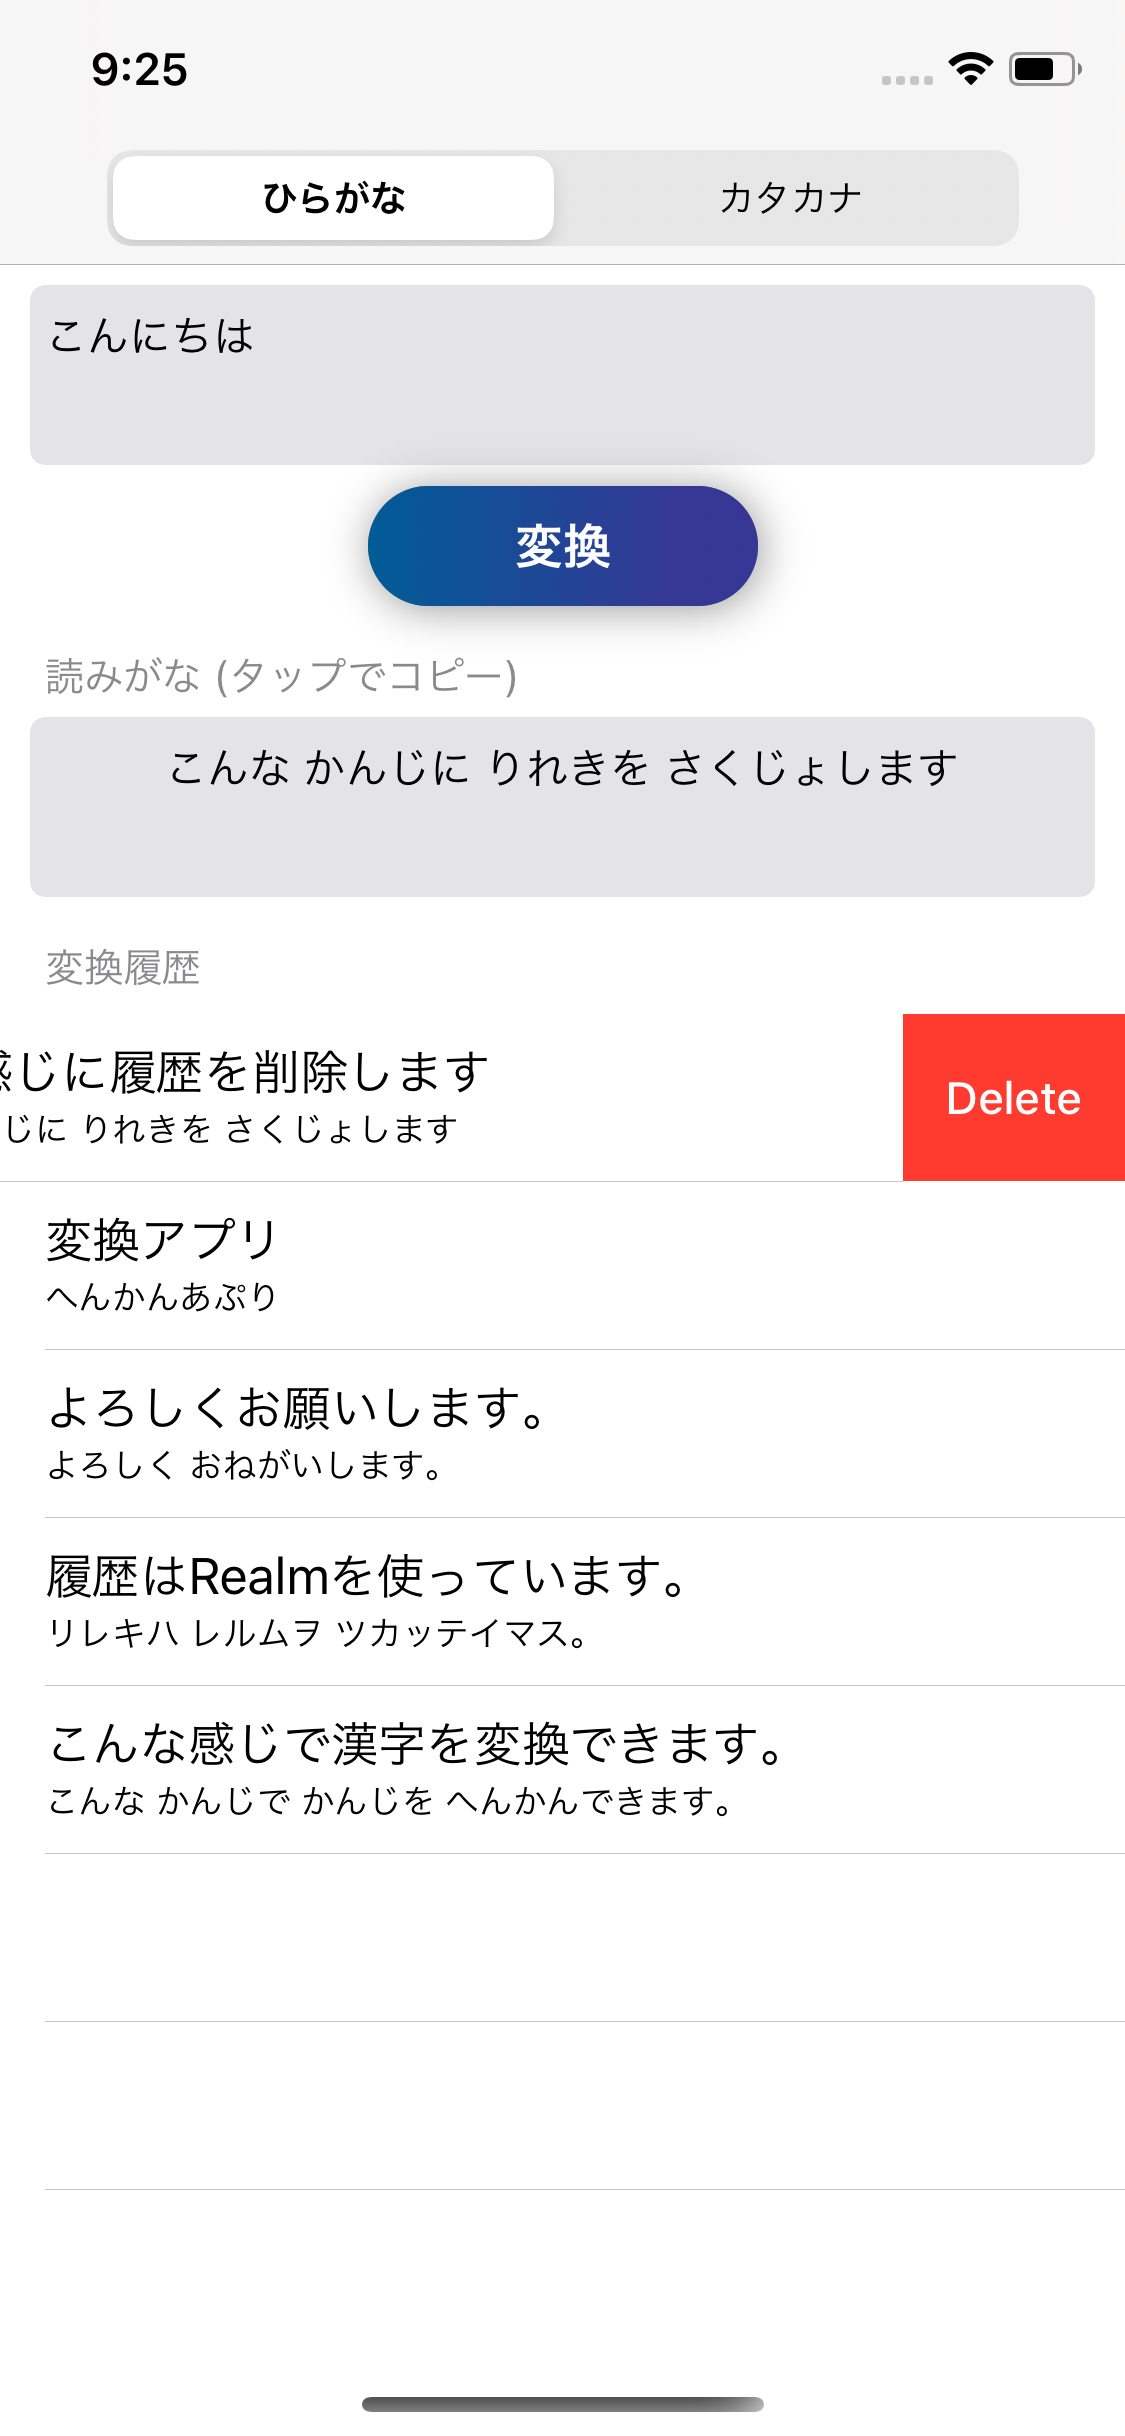 9:25
ひらがな
カタカナ
こんにちは
変換
読みがな (タップでコピー)
こんな かんじに りれきを さくじょします
変換履歴
感じに履歴を削除します
じに りれきを さくじょします
Delete
変換アプリ
へんかんあぷり
よろしくお願いします。
よろしく おねがいします。
履歴はRealmを使っています。
リレキハ レルムヲ ツカッテイマス。
こんな感じで漢字を変換できます。
こんな かんじで かんじを へんかんできます。